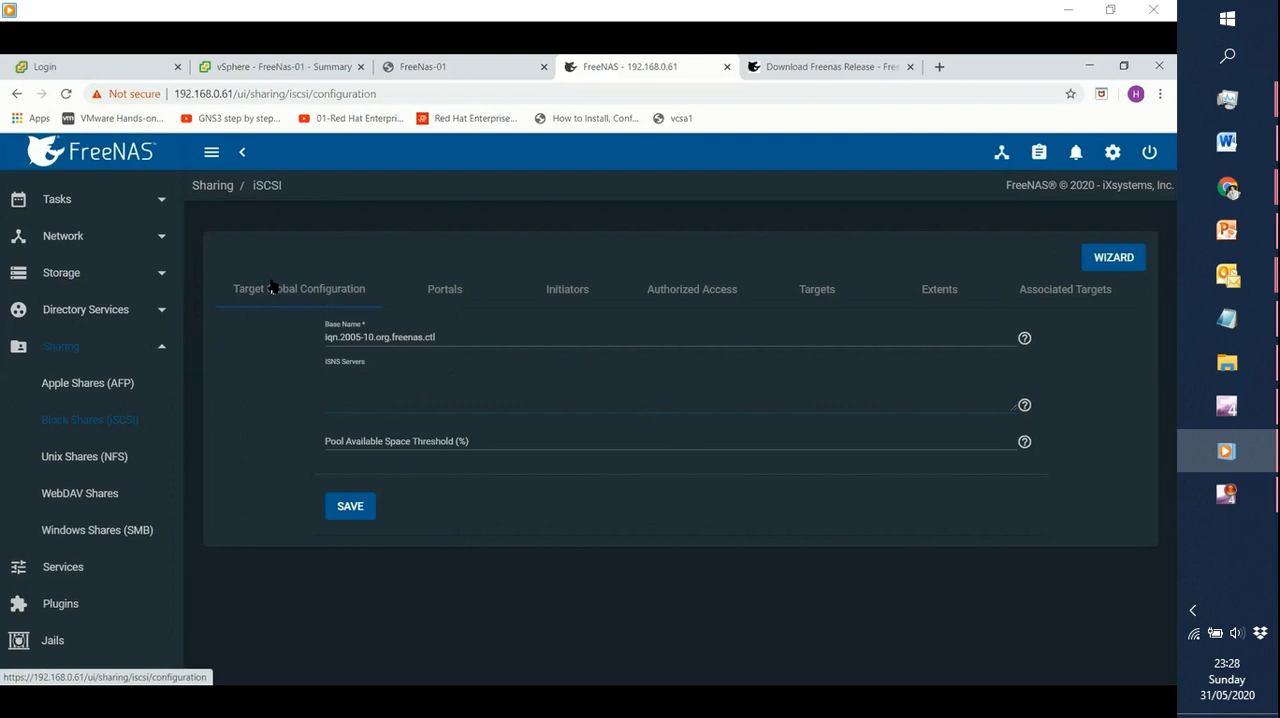 Login
vSphere - FreeNas-01 - Summary
FreeNas-01
FreeNAS - 192.168.0.61
Download Freenas Release - Free
Not secure
192.168.0.61/ui/sharing/iscsi/configuration
H
Apps
VMware Hands-on...
GNS3 step by step...
01-Red Hat Enterpri...
Red Hat Enterprise...
How to Install, Conf...
vcsa1
FreeNAS®
Sharing / iSCSI
FreeNAS® © 2020 - iXsystems, Inc.
Tasks
Network
Storage
Directory Services
Sharing
Apple Shares (AFP)
Block Shares (iSCSI)
Unix Shares (NFS)
WebDAV Shares
Windows Shares (SMB)
Services
Plugins
Jails
WIZARD
Target Global Configuration
Portals
Initiators
Authorized Access
Targets
Extents
Associated Targets
Base Name *
iqn.2005-10.org.freenas.ctl
ISNS Servers
Pool Available Space Threshold (%)
SAVE
https://192.168.0.61/ui/sharing/iscsi/configuration
23:28
Sunday
31/05/2020